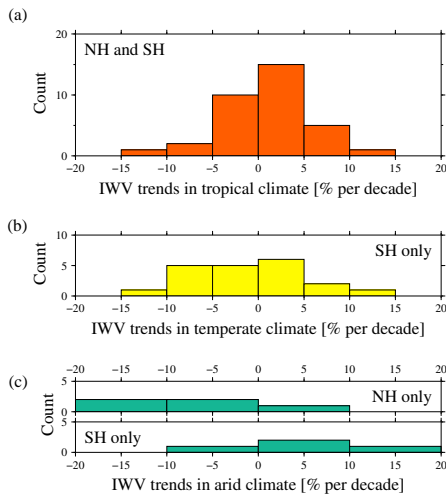 (a)
20
NH and SH
10
Count
0
−20 −15 −10 −5 0 5 10 15 20
IWV trends in tropical climate [% per decade]
(b)
10
SH only
5
Count
0
−20 −15 −10 −5 0 5 10 15 20
IWV trends in temperate climate [% per decade]
(c)
−20 −15 −10 −5 0 5 10 15 20
5
NH only
0
Count
5
SH only
0
Count
−20 −15 −10 −5 0 5 10 15 20
IWV trends in arid climate [% per decade]